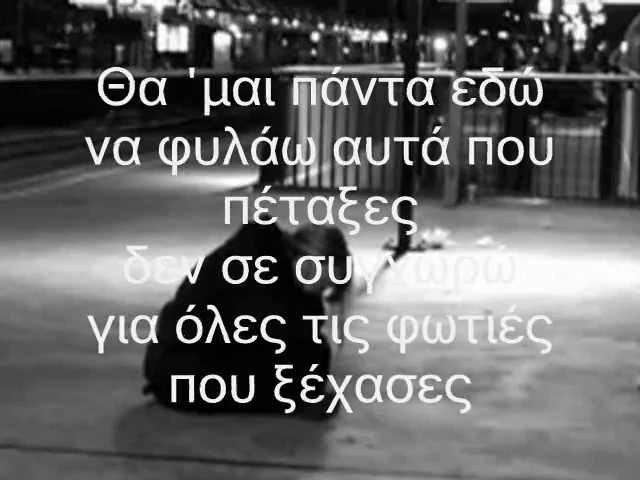 Θα 'μαι πάντα εδώ
να φυλάω αυτά που
πέταξες
δεν σε συγχωρώ
για όλες τις φωτιές
που ξέχασες